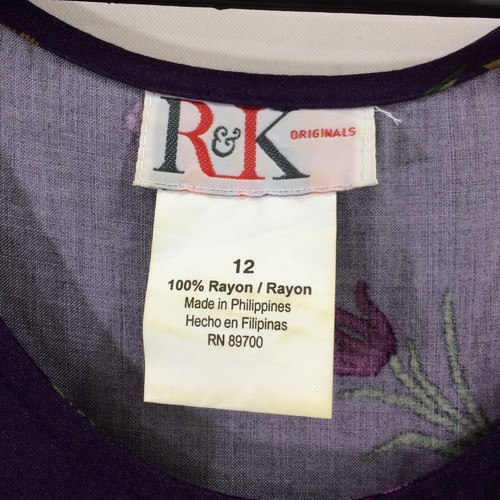 R&K ORIGINALS
12
100% Rayon / Rayon
Made in Philippines
Hecho en Filipinas
RN 89700